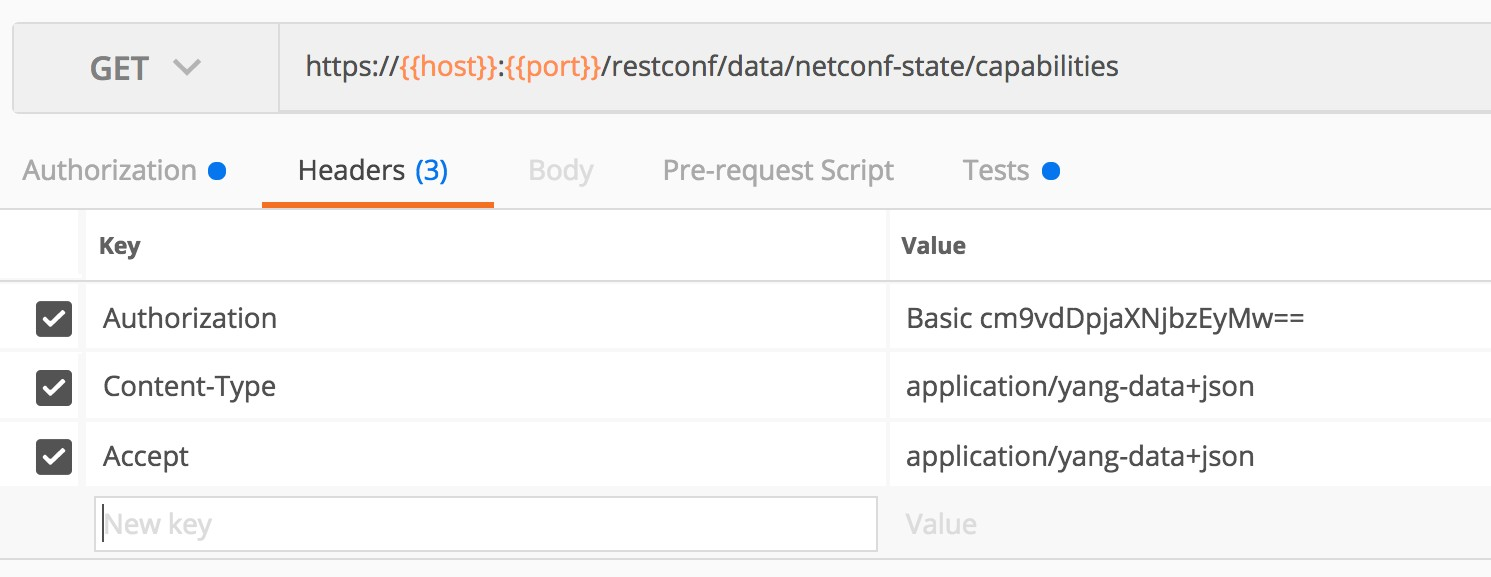 GET https://{{host}}:{{port}}/restconf/data/netconf-state/capabilities
Authorization Headers (3) Body Pre-request Script Tests
Key Value
Authorization Basic cm9vdDpjaXNjbzEyMw==
Content-Type application/yang-data+json
Accept application/yang-data+json
New key Value